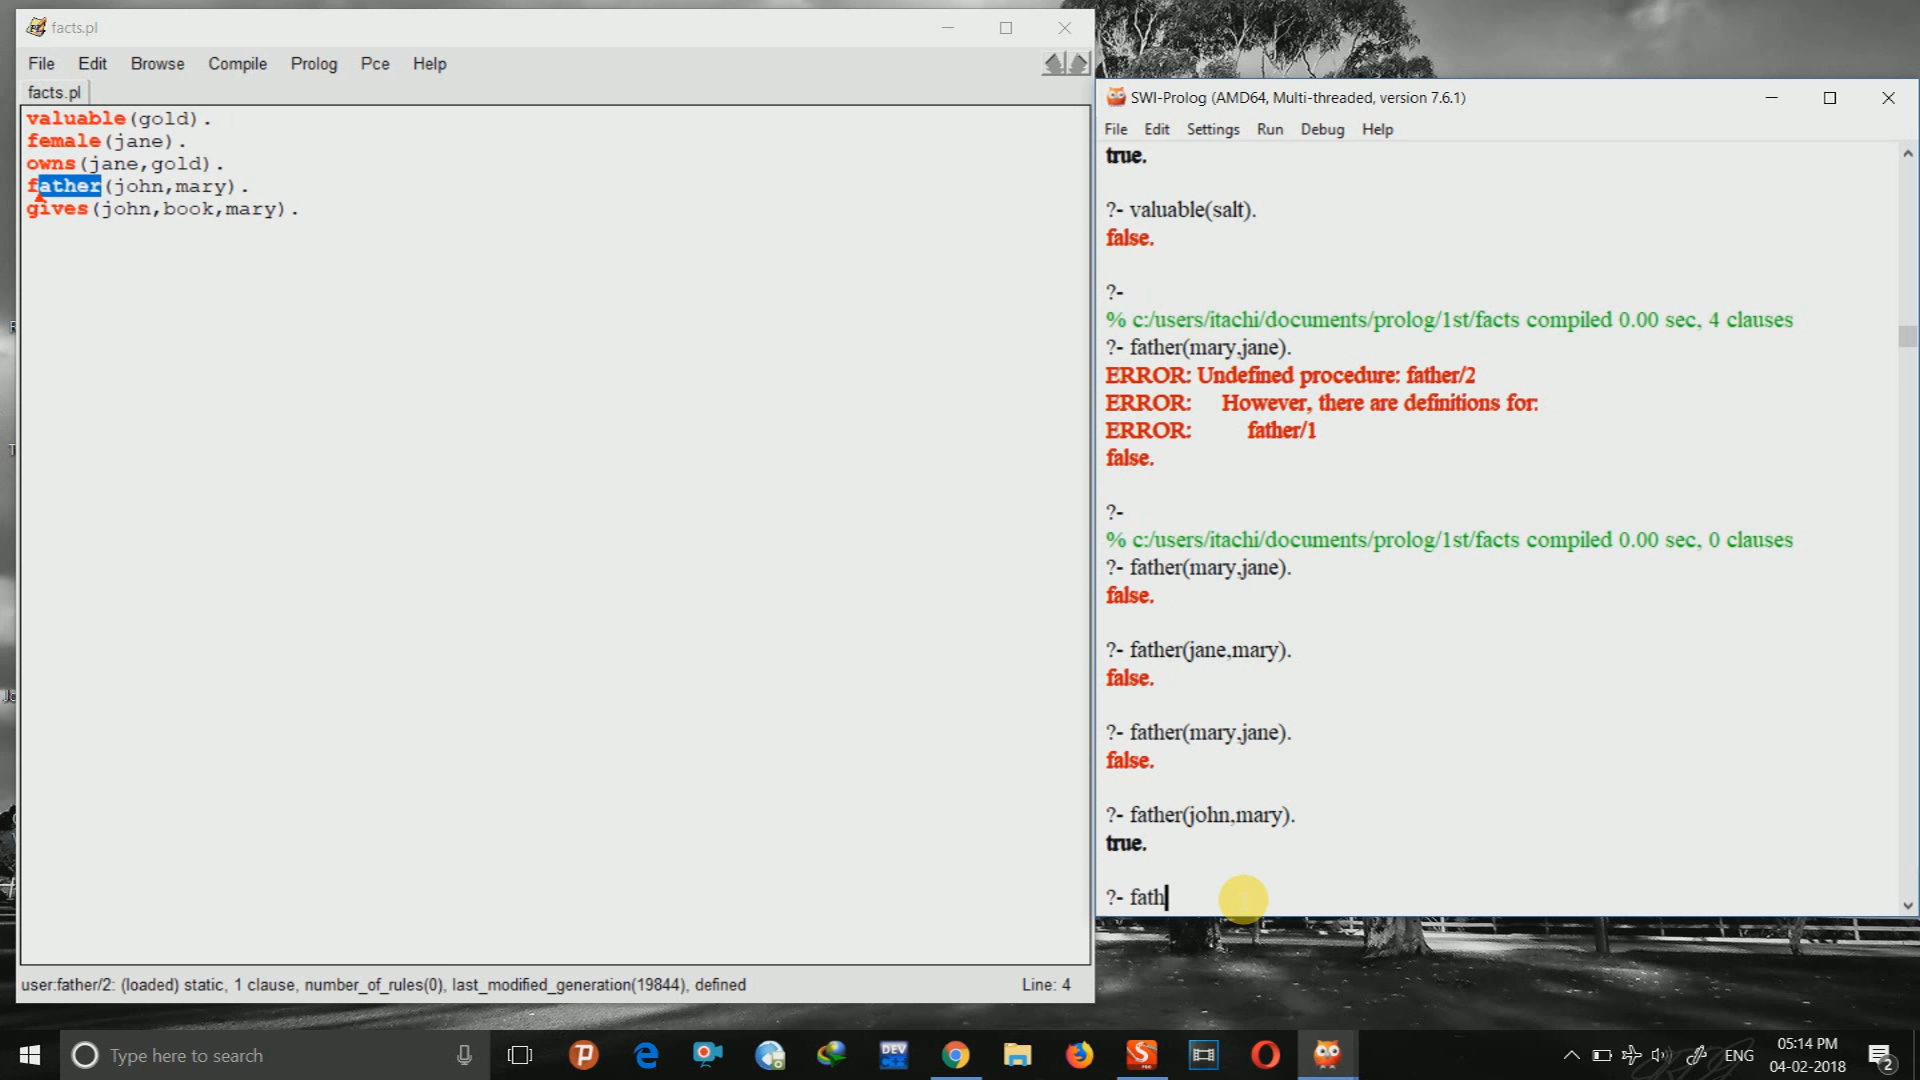 facts.pl
File Edit Browse Compile Prolog Pce Help
facts.pl
valuable(gold).
female(jane).
owns(jane,gold).
father(john,mary).
gives(john,book,mary).
user:father/2: (loaded) static, 1 clause, number_of_rules(0), last_modified_generation(19844), defined
Line: 4
SWI-Prolog (AMD64, Multi-threaded, version 7.6.1)
File Edit Settings Run Debug Help
true.
?- valuable(salt).
false.
?-
% c:/users/itachi/documents/prolog/1st/facts compiled 0.00 sec, 4 clauses
?- father(mary,jane).
ERROR: Undefined procedure: father/2
ERROR: However, there are definitions for:
ERROR: father/1
false.
?-
% c:/users/itachi/documents/prolog/1st/facts compiled 0.00 sec, 0 clauses
?- father(mary,jane).
false.
?- father(jane,mary).
false.
?- father(mary,jane).
false.
?- father(john,mary).
true.
?- fath
Type here to search
DEV
ENG
05:14 PM
04-02-2018
2